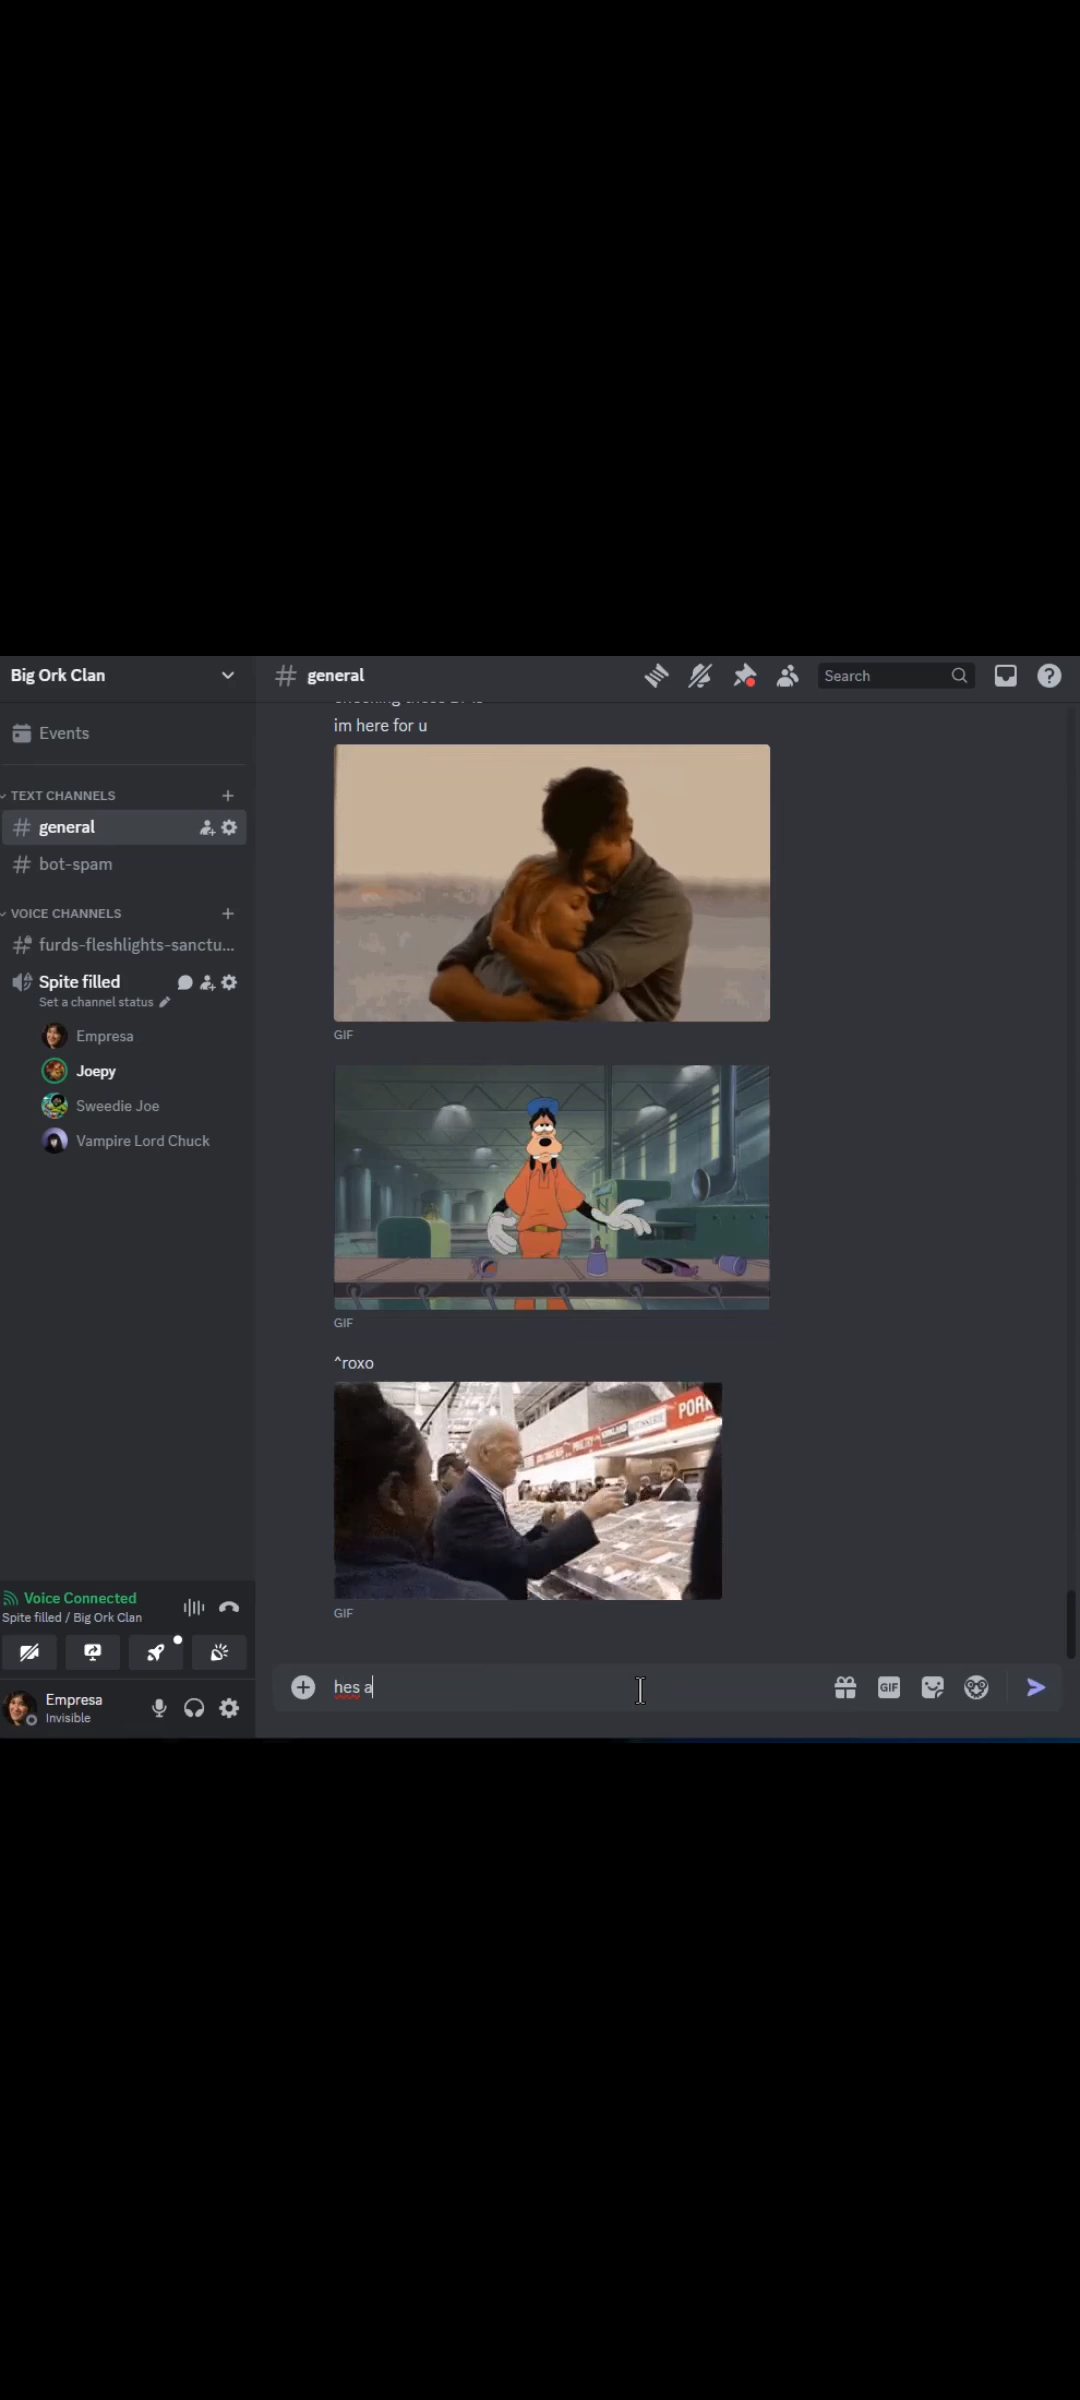 Big Ork Clan
general
Search
Events
im here for u
TEXT CHANNELS
general
bot-spam
VOICE CHANNELS
furds-fleshlights-sanctu...
Spite filled
Set a channel status
Empresa
GIF
Joepy
Sweedie Joe
Vampire Lord Chuck
GIF
^roxo
PORK
GIF
Voice Connected
Spite filled / Big Ork Clan
hes a
GIF
Empresa
Invisible